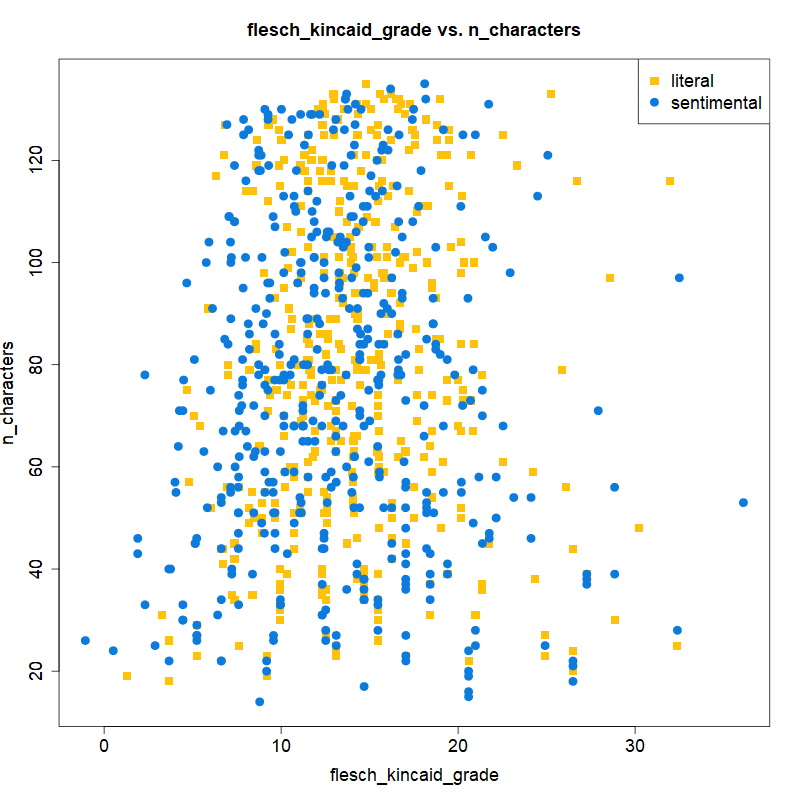 flesch_kincaid_grade vs. n_characters
literal
sentimental
n_characters
120
100
80
60
40
20
0
10
20
30
flesch_kincaid_grade